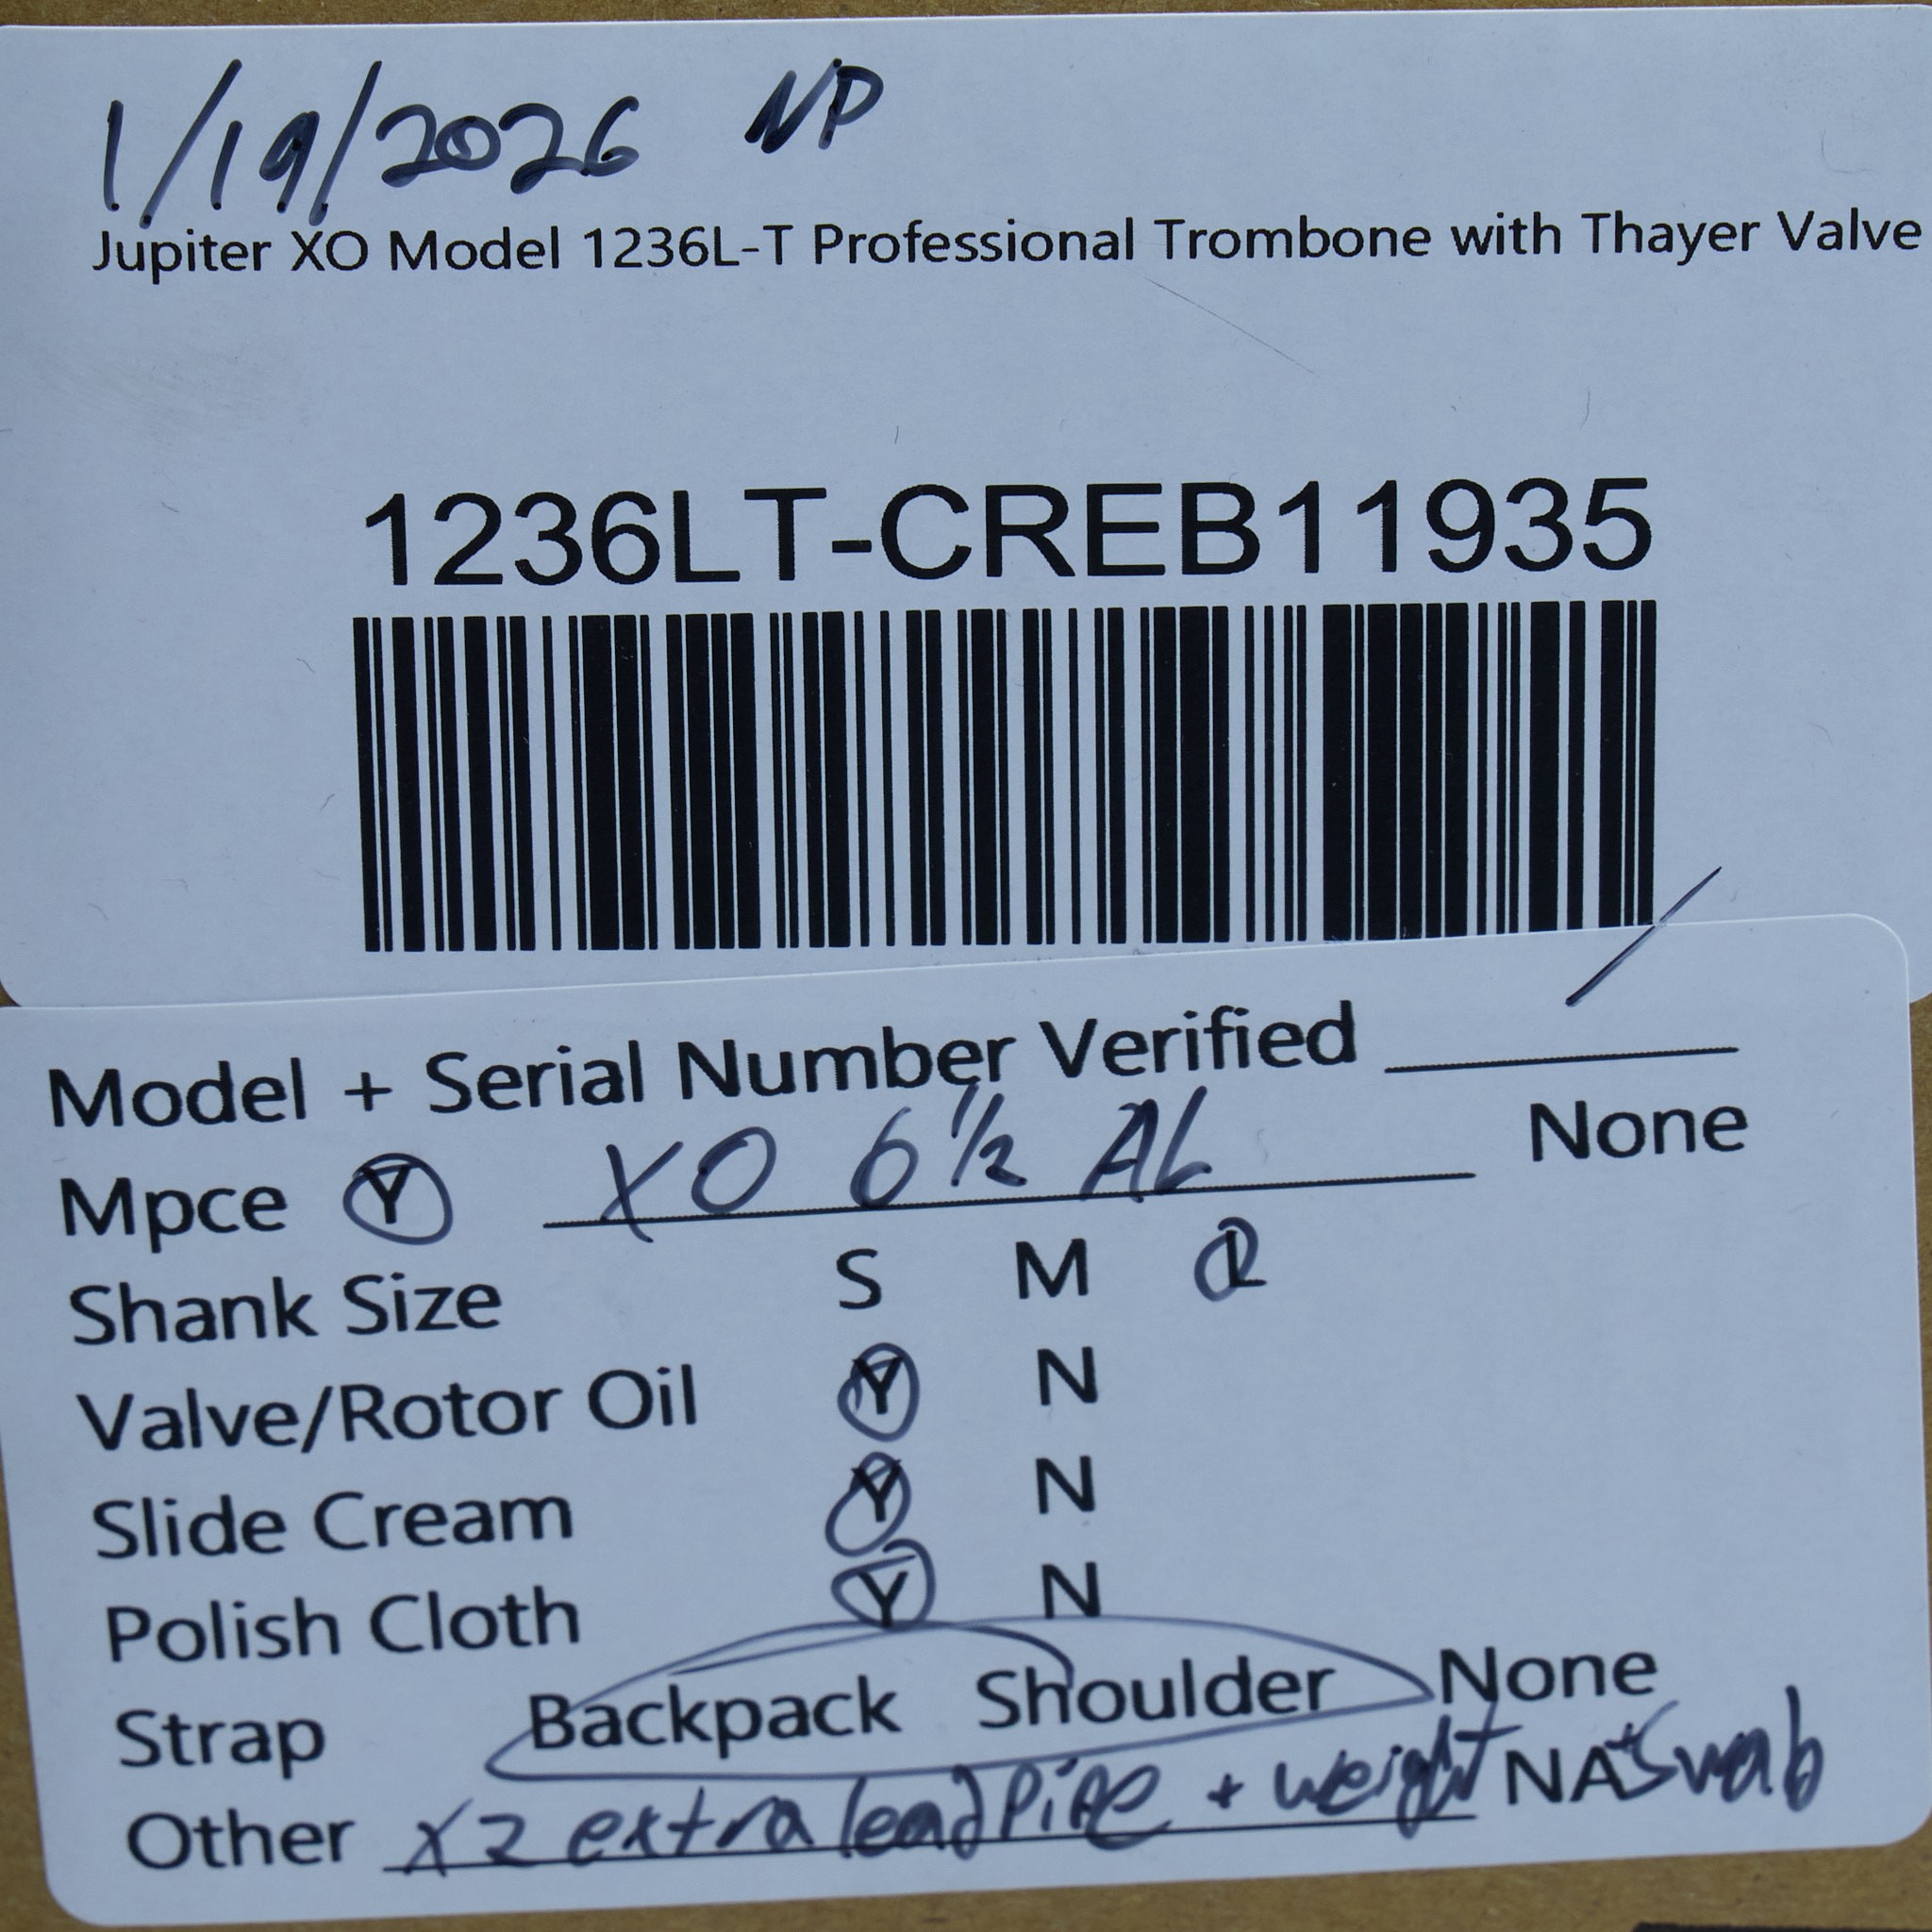 1/19/2026 NP
Jupiter XO Model 1236L-T Professional Trombone with Thayer Valve
1236LT-CREB11935
Model + Serial Number Verified
Mpce Y XO 6 1/2 AL None
Shank Size S M L
Valve/Rotor Oil Y N
Slide Cream Y N
Polish Cloth Y N
Strap Backpack Shoulder None
Other x2 extra leadpipe + weight NA + Swab